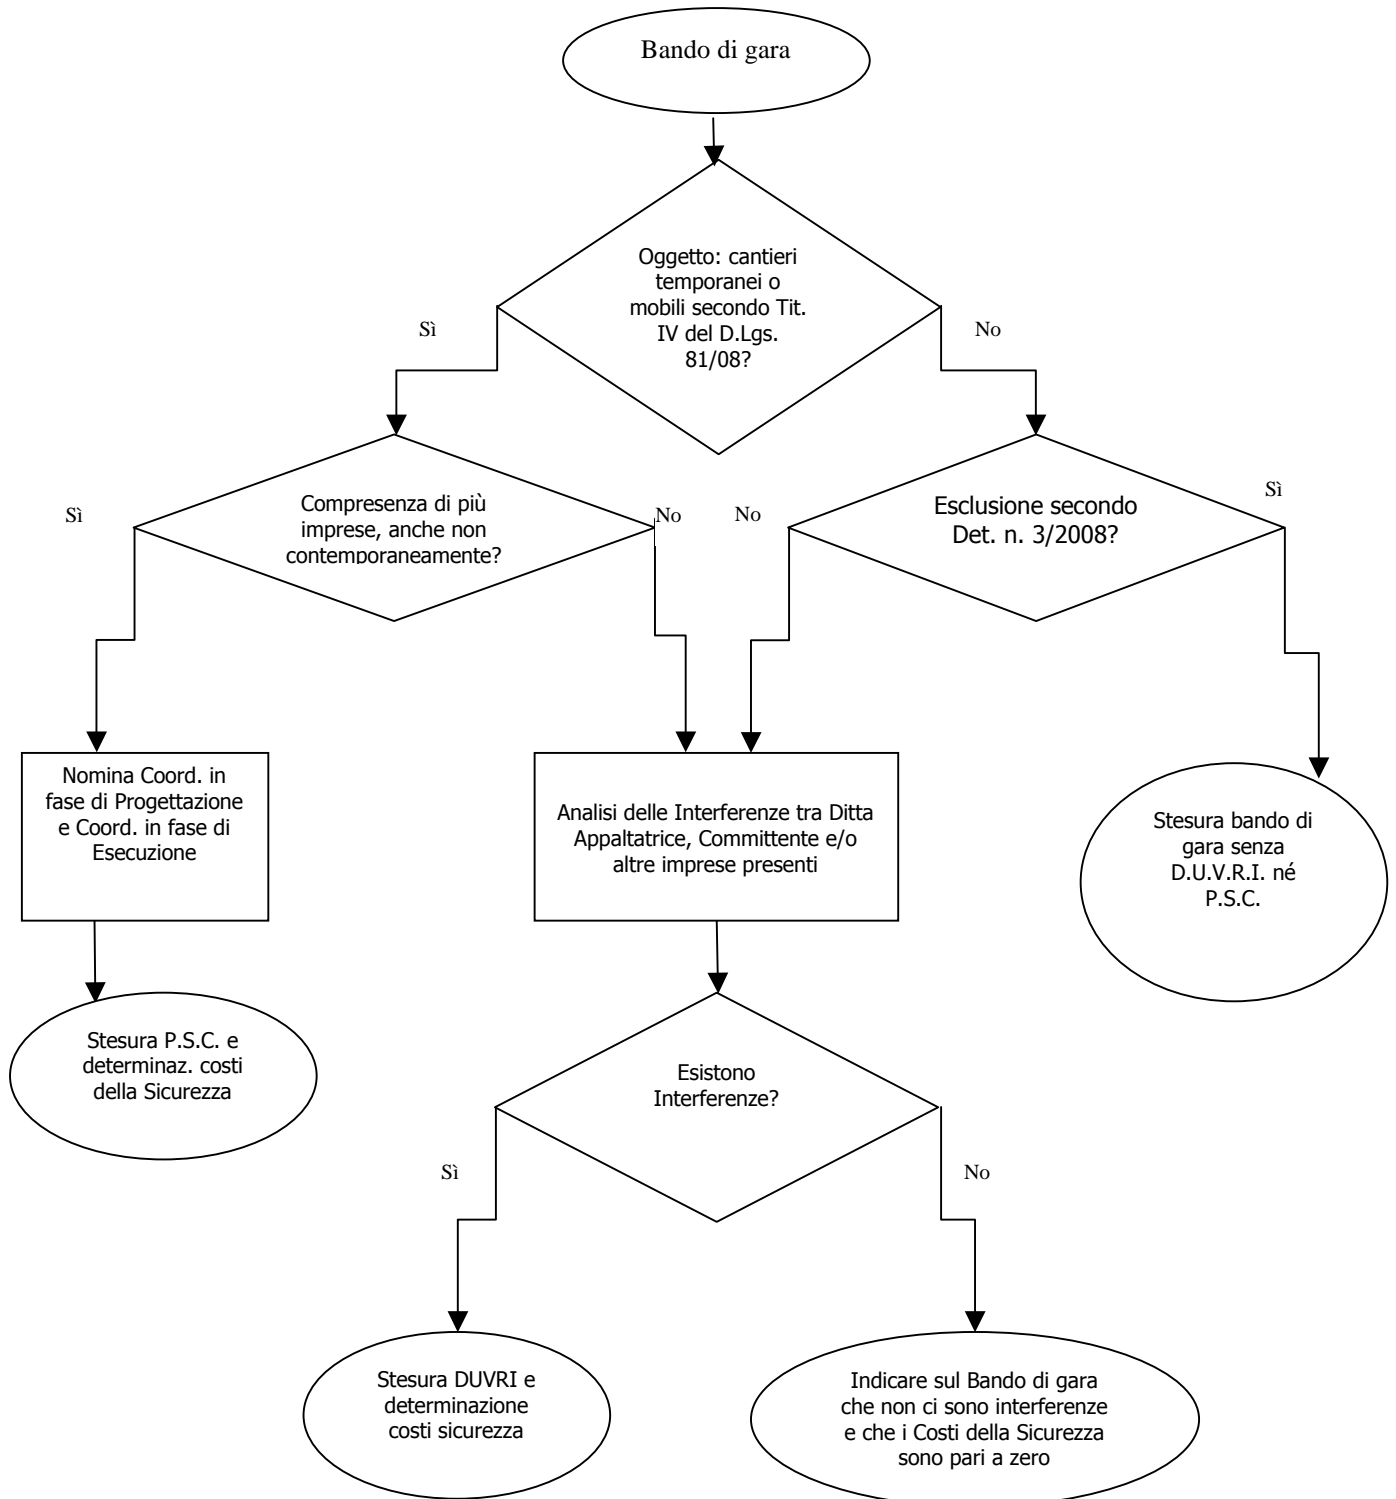 Bando di gara
Oggetto: cantieri
temporanei o
mobili secondo Tit.
IV del D.Lgs.
81/08?
Sì
No
Compresenza di più
imprese, anche non
contemporaneamente?
Sì
No
No
Esclusione secondo
Det. n. 3/2008?
Sì
Nomina Coord. in
fase di Progettazione
e Coord. in fase di
Esecuzione
Analisi delle Interferenze tra Ditta
Appaltatrice, Committente e/o
altre imprese presenti
Stesura bando di
gara senza
D.U.V.R.I. né
P.S.C.
Stesura P.S.C. e
determinaz. costi
della Sicurezza
Esistono
Interferenze?
Sì
No
Stesura DUVRI e
determinazione
costi sicurezza
Indicare sul Bando di gara
che non ci sono interferenze
e che i Costi della Sicurezza
sono pari a zero